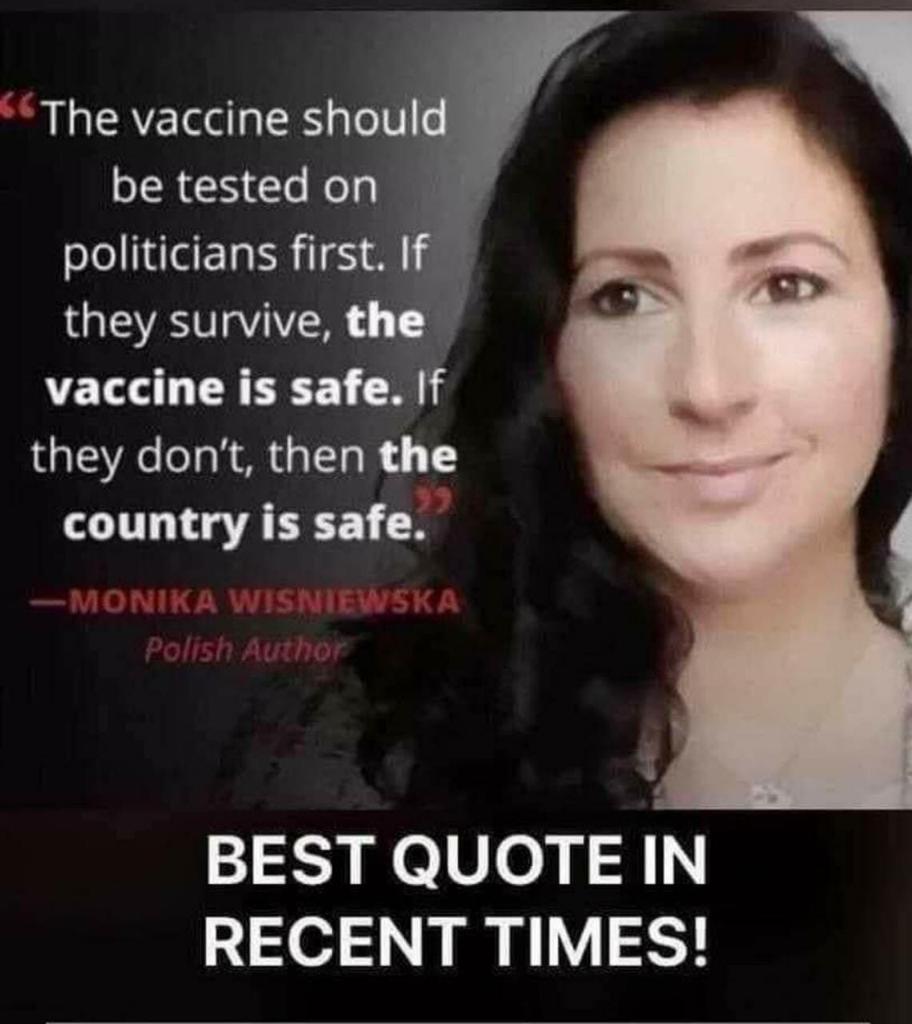 “The vaccine should
be tested on
politicians first. If
they survive, the
vaccine is safe. If
they don’t, then the
country is safe.”
—MONIKA WISNIEWSKA
Polish Author
BEST QUOTE IN
RECENT TIMES!